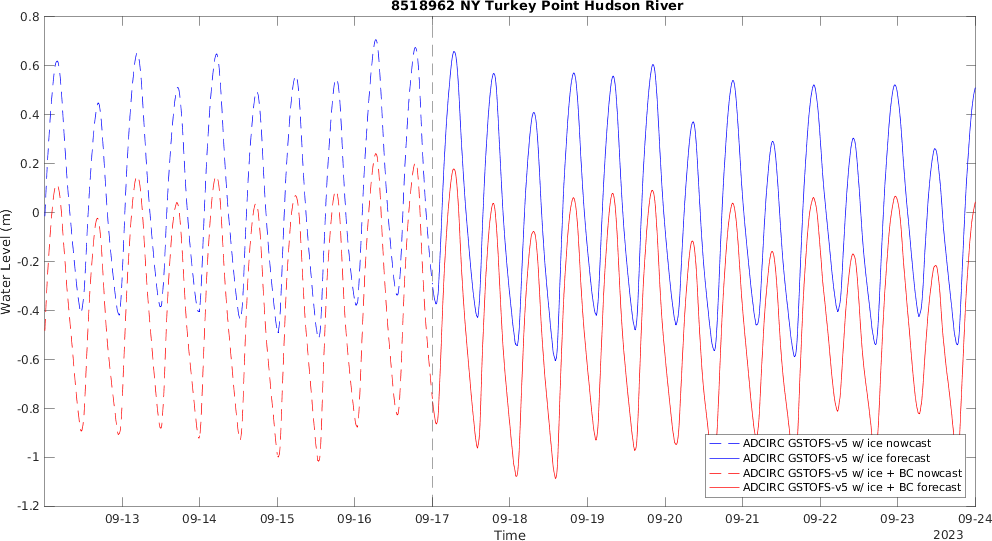 8518962 NY Turkey Point Hudson River
Water Level (m)
0.8
0.6
0.4
0.2
0
-0.2
-0.4
-0.6
-0.8
-1
-1.2
09-13 09-14 09-15 09-16 09-17 09-18 09-19 09-20 09-21 09-22 09-23 09-24
Time
2023
ADCIRC GSTOFS-v5 w/ ice nowcast
ADCIRC GSTOFS-v5 w/ ice forecast
ADCIRC GSTOFS-v5 w/ ice + BC nowcast
ADCIRC GSTOFS-v5 w/ ice + BC forecast